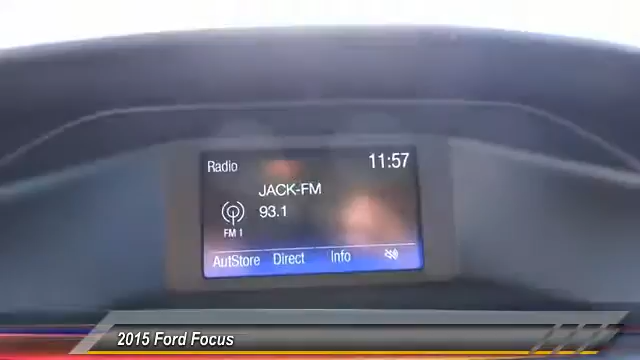 Radio 11:57
JACK-FM
93.1
FM 1
AutStore Direct Info
2015 Ford Focus